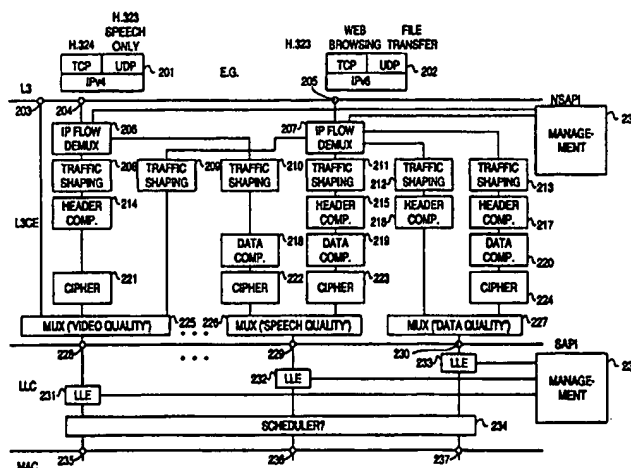 H.323
SPEECH
ONLY
H.324
TCP
UDP
IPv4
201
E.G.
H.323
WEB
BROWSING
FILE
TRANSFER
TCP
UDP
IPv6
202
L3
203
204
205
NSAPI
MANAGE-
MENT
206
IP FLOW
DEMUX
207
IP FLOW
DEMUX
TRAFFIC
SHAPING
208
TRAFFIC
SHAPING
209
TRAFFIC
SHAPING
210
TRAFFIC
SHAPING
211
212
TRAFFIC
SHAPING
TRAFFIC
SHAPING
213
L3CE
HEADER
COMP.
214
HEADER
COMP.
215
HEADER
COMP.
HEADER
COMP.
217
DATA
COMP.
218
DATA
COMP.
219
DATA
COMP.
220
CIPHER
221
CIPHER
222
CIPHER
223
CIPHER
224
MUX ("VIDEO QUALITY")
225
226
MUX ("SPEECH QUALITY")
MUX ("DATA QUALITY")
227
228
229
230
SAPI
LLC
231
LLE
232
LLE
233
LLE
MANAGE-
MENT
SCHEDULER?
234
235
236
237
MAC